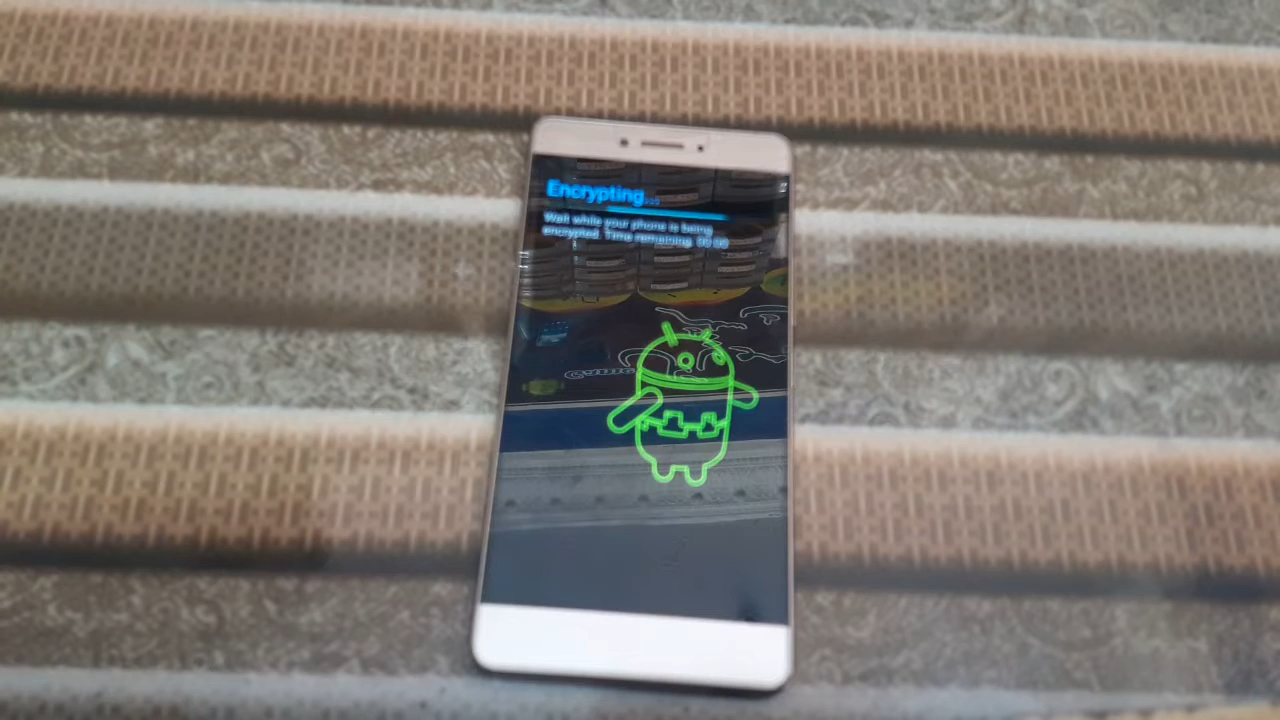 Encrypting...
Wait while your phone is being
encrypted. Time remaining: